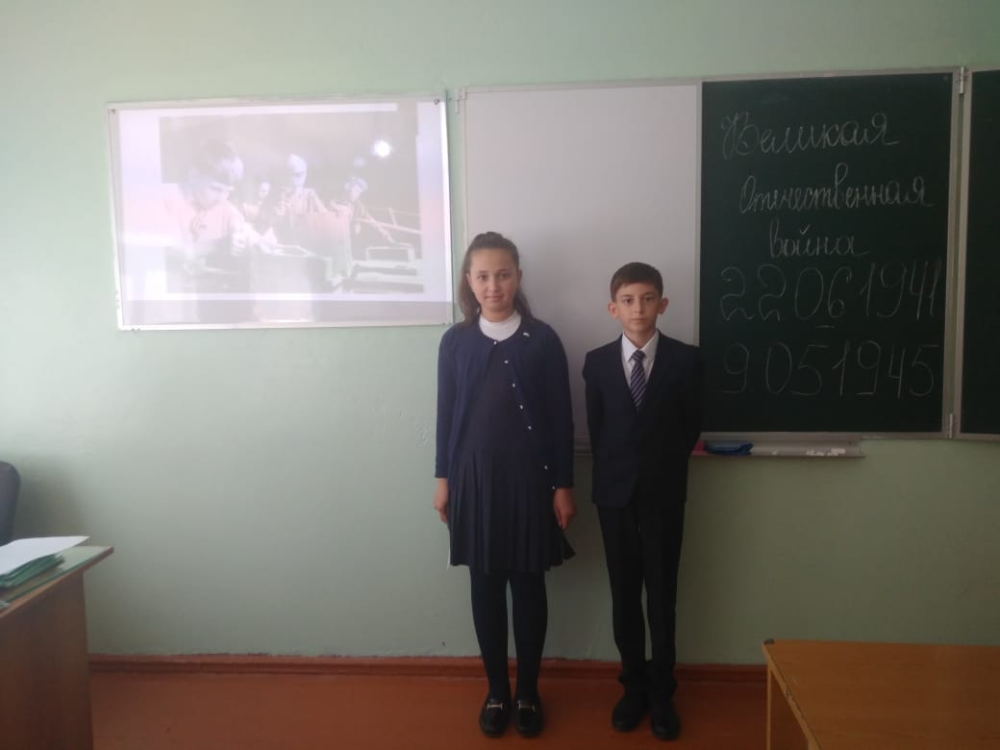 Великая
Отечественная
война
22 06 1941
9 05 1945